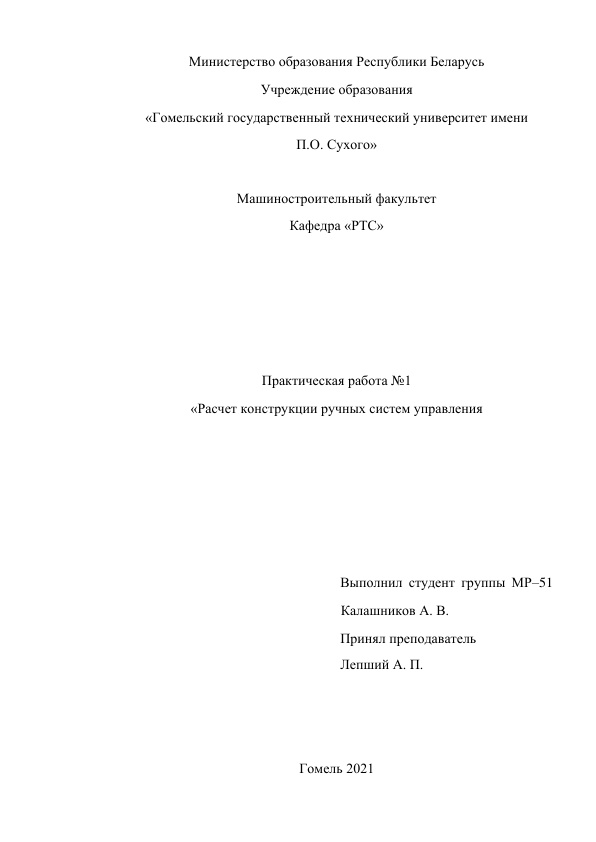 Министерство образования Республики Беларусь
Учреждение образования
«Гомельский государственный технический университет имени
П.О. Сухого»
Машиностроительный факультет
Кафедра «РТС»
Практическая работа №1
«Расчет конструкции ручных систем управления
Выполнил студент группы МР–51
Калашников А. В.
Принял преподаватель
Лепший А. П.
Гомель 2021